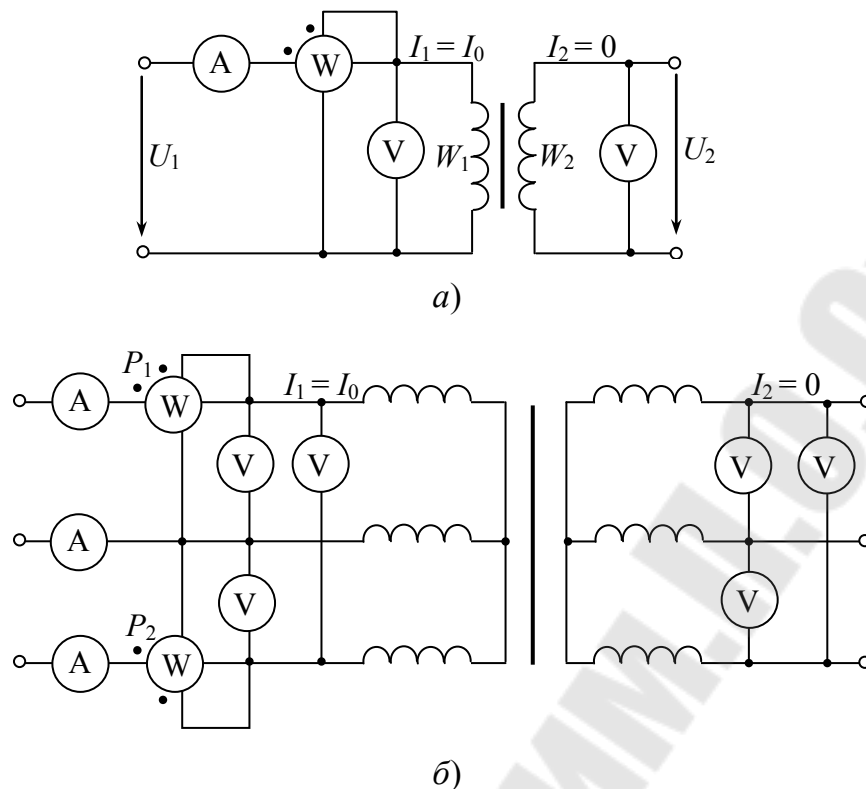 I₁ = I₀ I₂ = 0
A W
U₁ V W₁ W₂ V U₂
а)
P₁
A W I₁ = I₀ I₂ = 0
V V V V
A
V V
P₂
A W
б)